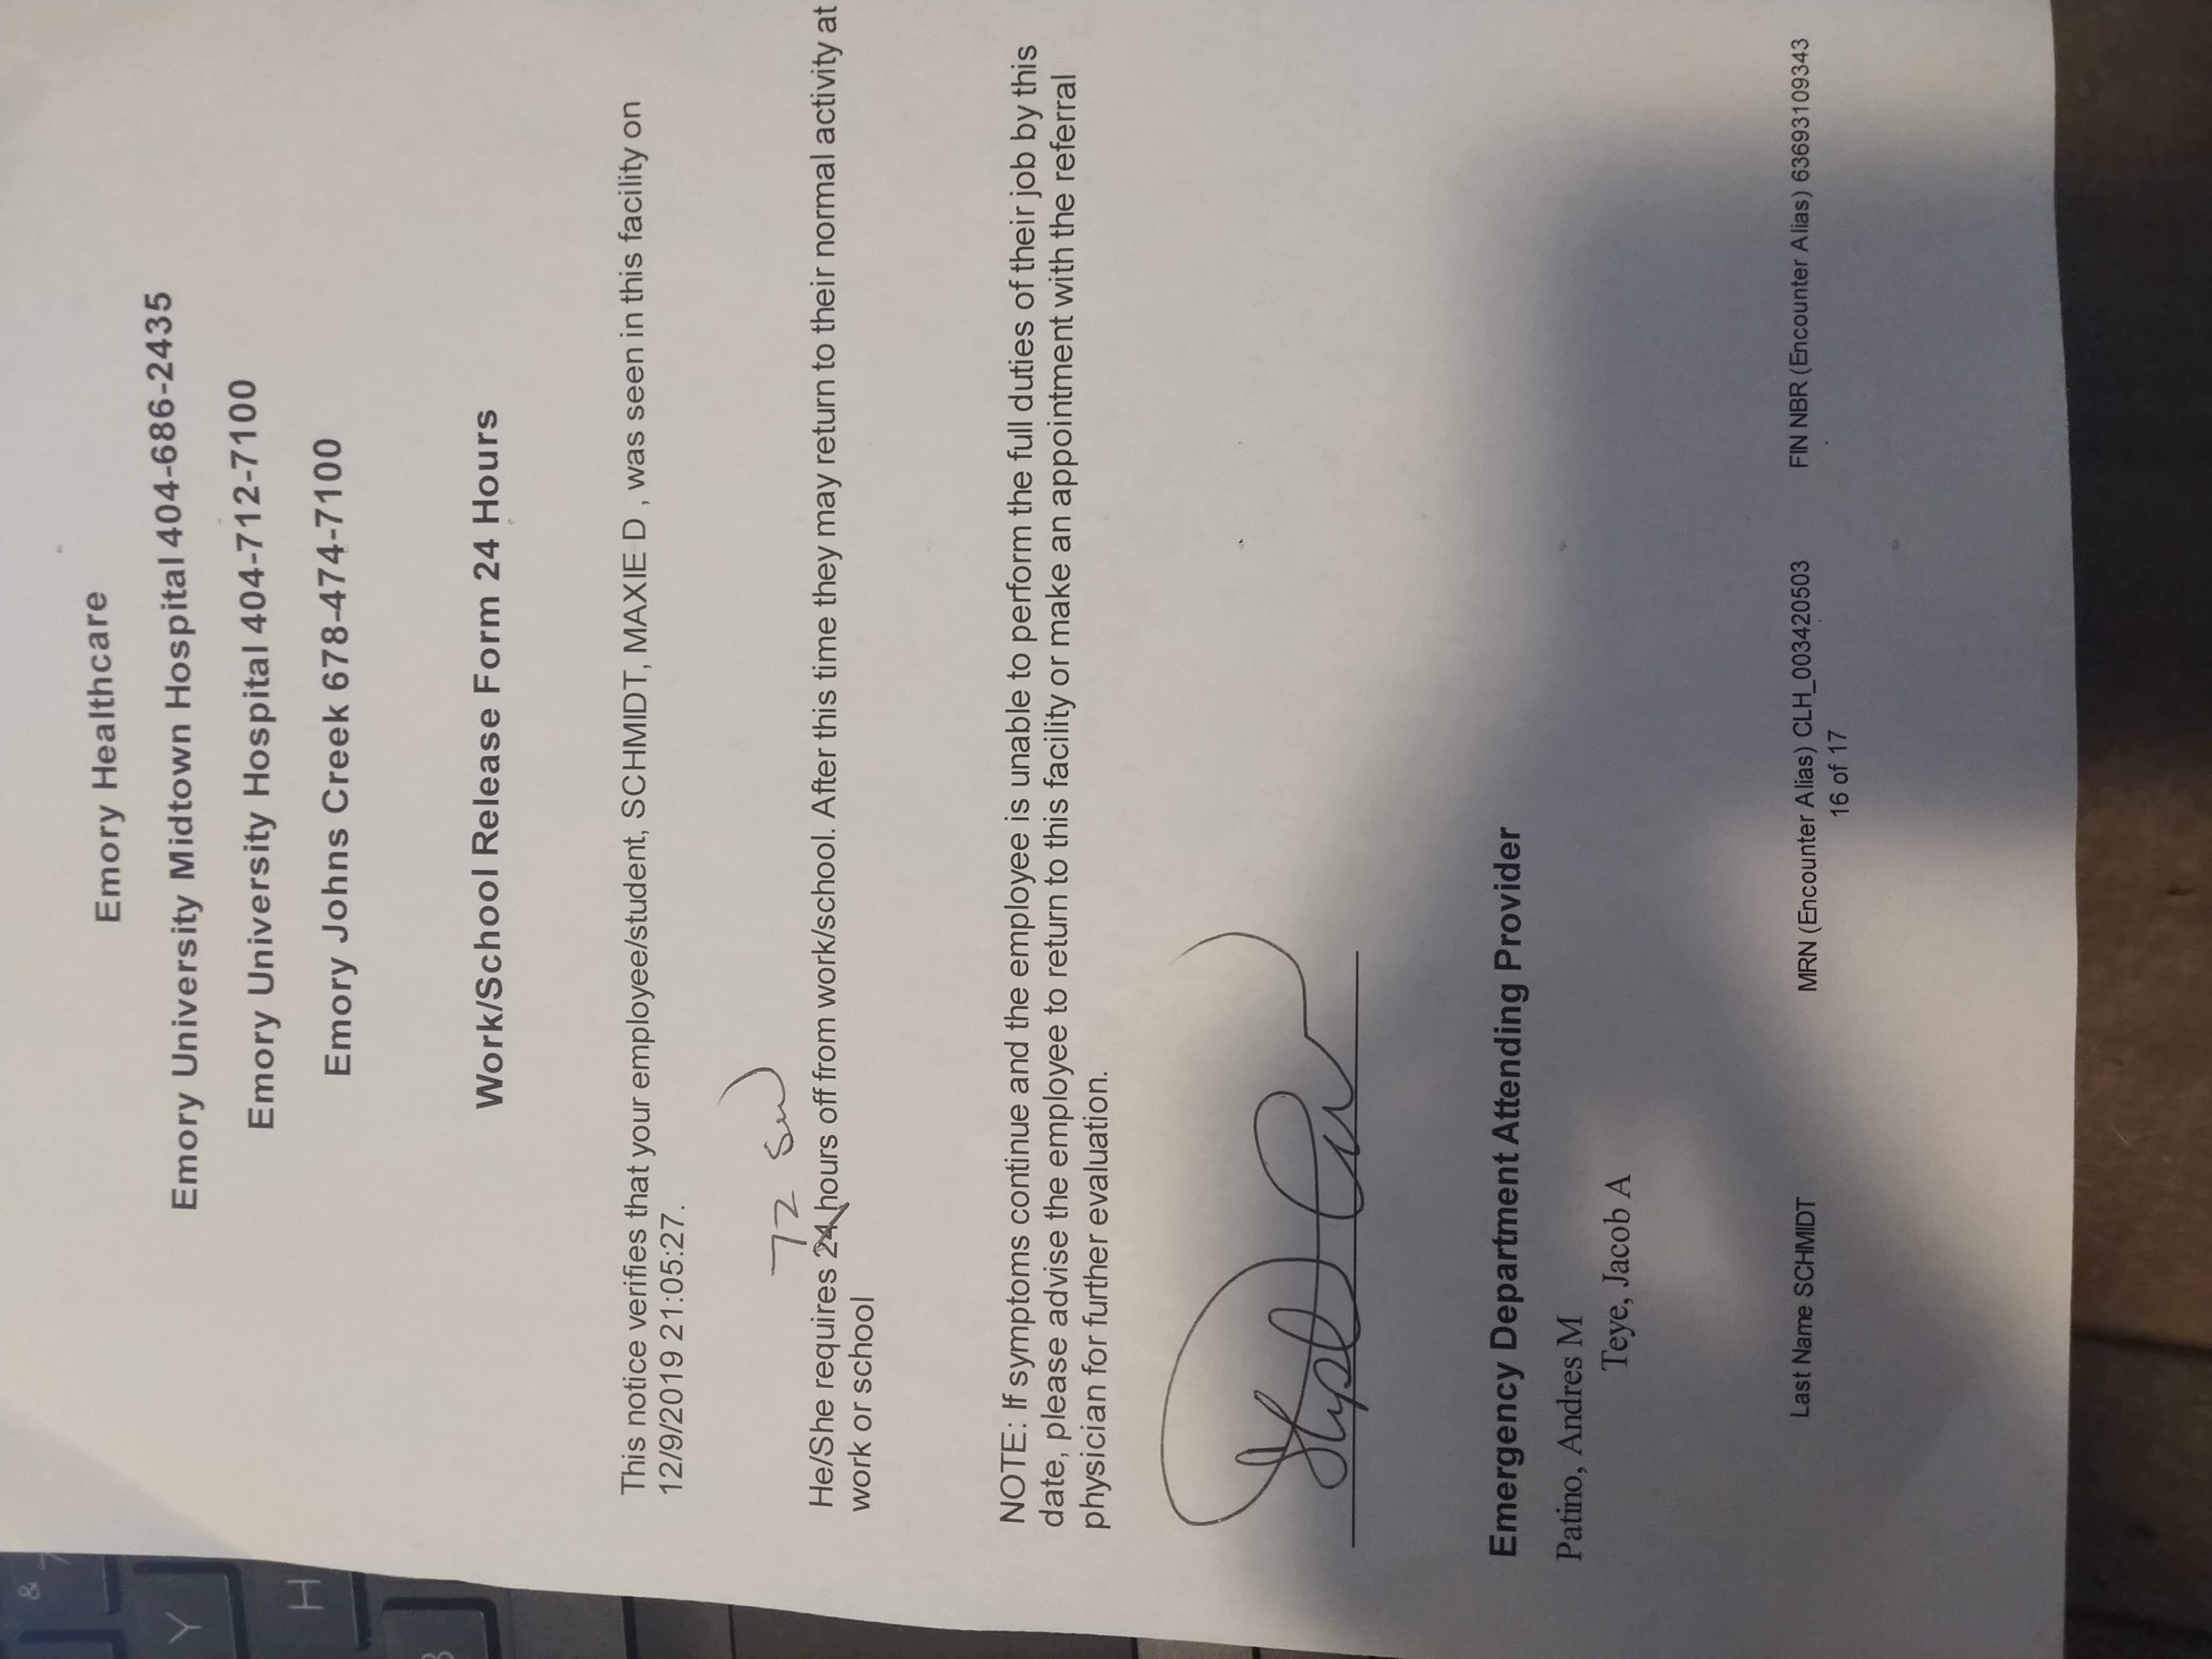 &
7
Y
H
B
Emory Healthcare
Emory University Midtown Hospital 404-686-2435
Emory University Hospital 404-712-7100
Emory Johns Creek 678-474-7100
Work/School Release Form 24 Hours
This notice verifies that your employee/student, SCHMIDT, MAXIE D , was seen in this facility on
12/9/2019 21:05:27.
72
He/She requires 24 hours off from work/school. After this time they may return to their normal activity at
work or school
NOTE: If symptoms continue and the employee is unable to perform the full duties of their job by this
date, please advise the employee to return to this facility or make an appointment with the referral
physician for further evaluation.
Emergency Department Attending Provider
Patino, Andres M
Teye, Jacob A
Last Name SCHMIDT MRN (Encounter Alias) CLH_003420503 FIN NBR (Encounter Alias) 63693109343
16 of 17